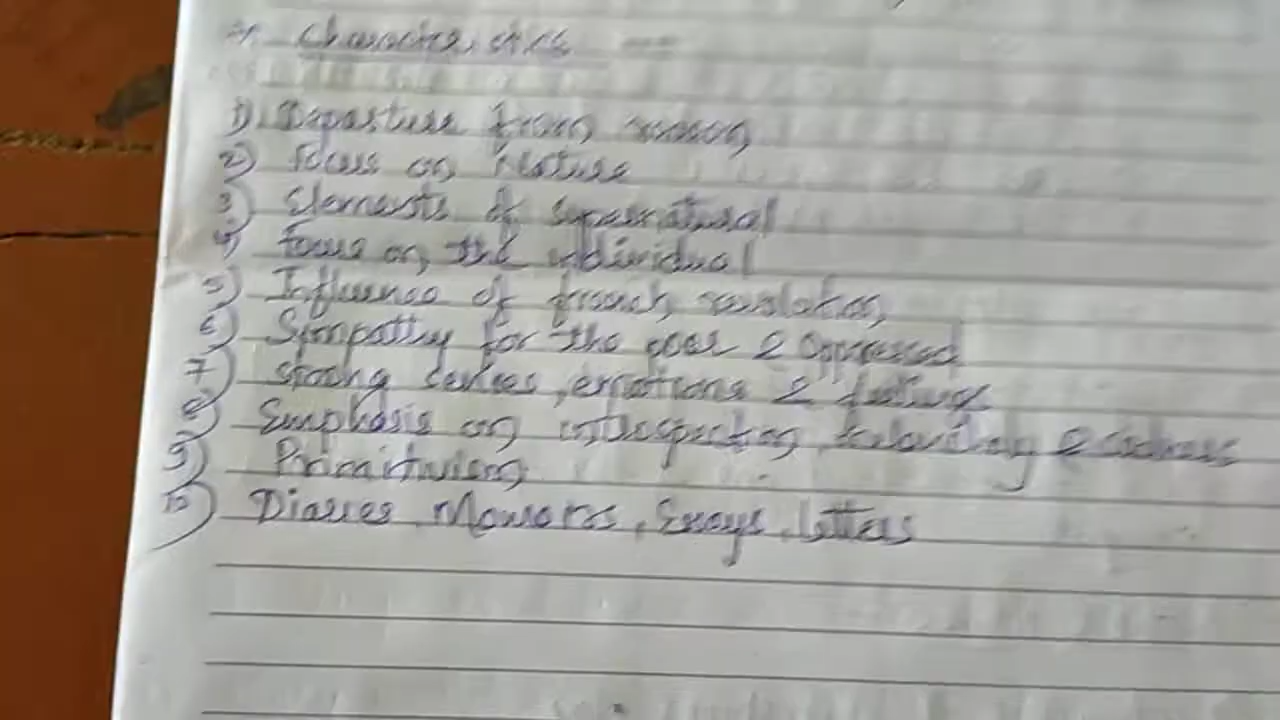 * Characteristics
1) Departure from reason
2) Focus on Nature
3) Elements of supernatural
4) Focus on the individual
5) Influence of french revolution
6) Sympathy for the poor & Oppressed
7) strong senses, emotions & feelings
8) Emphasis on introspection, & sadness
9) Primitivism
10) Diaries, Memoirs, Essays, letters